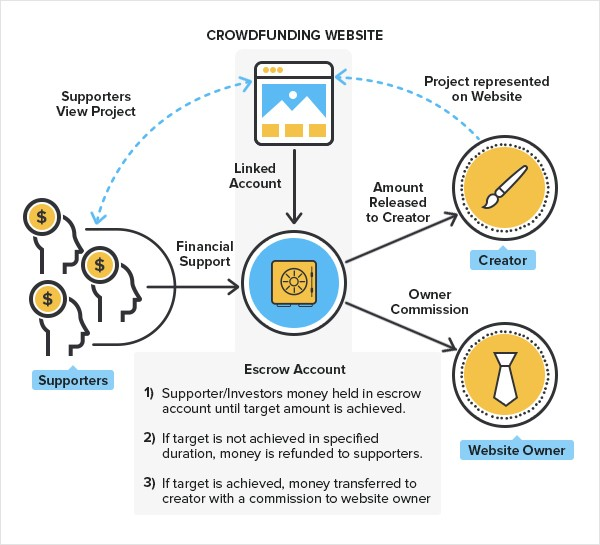 CROWDFUNDING WEBSITE
Supporters
View Project
Project represented
on Website
Linked
Account
Amount
Released
to Creator
$
$
$
Financial
Support
Creator
Owner
Commission
Supporters
Escrow Account
1) Supporter/Investors money held in escrow
account until target amount is achieved.
2) If target is not achieved in specified
duration, money is refunded to supporters.
3) If target is achieved, money transferred to
creator with a commission to website owner
Website Owner